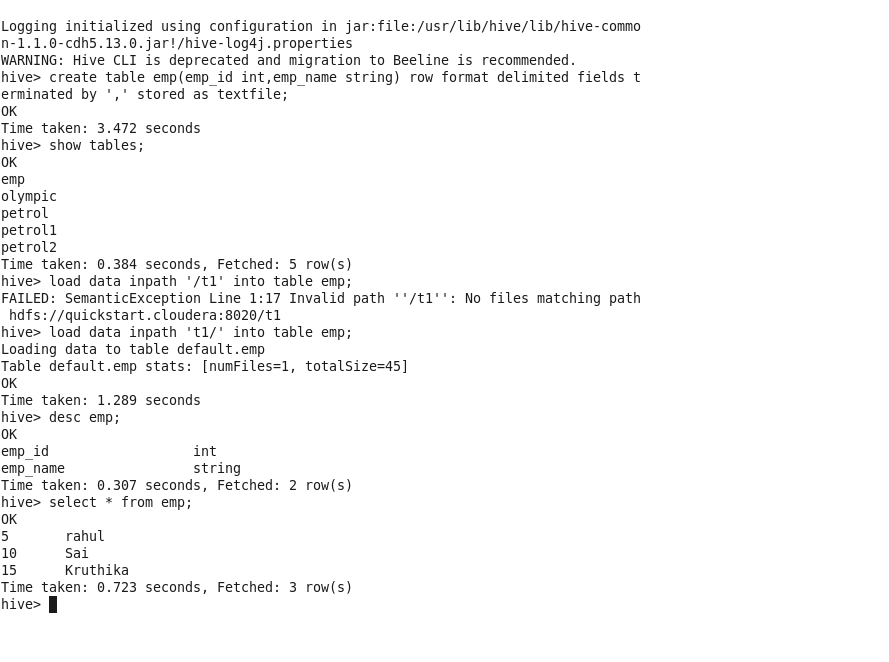 Logging initialized using configuration in jar:file:/usr/lib/hive/lib/hive-commo
n-1.1.0-cdh5.13.0.jar!/hive-log4j.properties
WARNING: Hive CLI is deprecated and migration to Beeline is recommended.
hive> create table emp(emp_id int,emp_name string) row format delimited fields t
erminated by ',' stored as textfile;
OK
Time taken: 3.472 seconds
hive> show tables;
OK
emp
olympic
petrol
petrol1
petrol2
Time taken: 0.384 seconds, Fetched: 5 row(s)
hive> load data inpath '/t1' into table emp;
FAILED: SemanticException Line 1:17 Invalid path ''/t1'': No files matching path
 hdfs://quickstart.cloudera:8020/t1
hive> load data inpath 't1/' into table emp;
Loading data to table default.emp
Table default.emp stats: [numFiles=1, totalSize=45]
OK
Time taken: 1.289 seconds
hive> desc emp;
OK
emp_id                  int
emp_name                string
Time taken: 0.307 seconds, Fetched: 2 row(s)
hive> select * from emp;
OK
5       rahul
10      Sai
15      Kruthika
Time taken: 0.723 seconds, Fetched: 3 row(s)
hive>